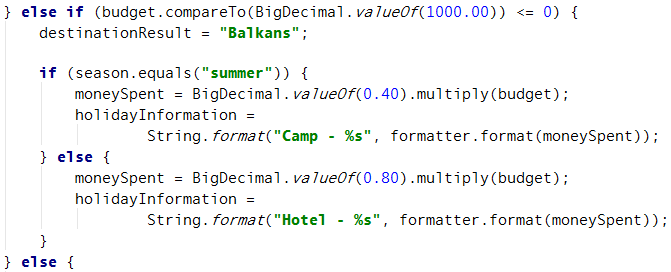 } else if (budget.compareTo(BigDecimal.valueOf(1000.00)) <= 0) {
    destinationResult = "Balkans";

    if (season.equals("summer")) {
        moneySpent = BigDecimal.valueOf(0.40).multiply(budget);
        holidayInformation =
                String.format("Camp - %s", formatter.format(moneySpent));
    } else {
        moneySpent = BigDecimal.valueOf(0.80).multiply(budget);
        holidayInformation =
                String.format("Hotel - %s", formatter.format(moneySpent));
    }
} else {